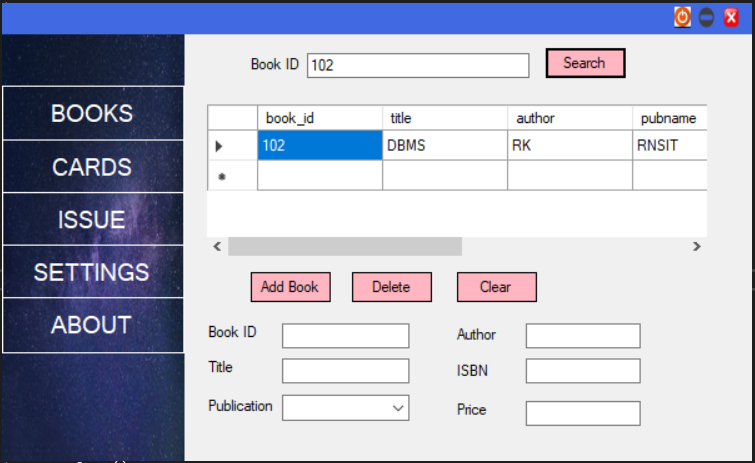 Book ID 102 Search
BOOKS
CARDS
ISSUE
SETTINGS
ABOUT
book_id title author pubname
102 DBMS RK RNSIT
Add Book Delete Clear
Book ID Author
Title ISBN
Publication Price